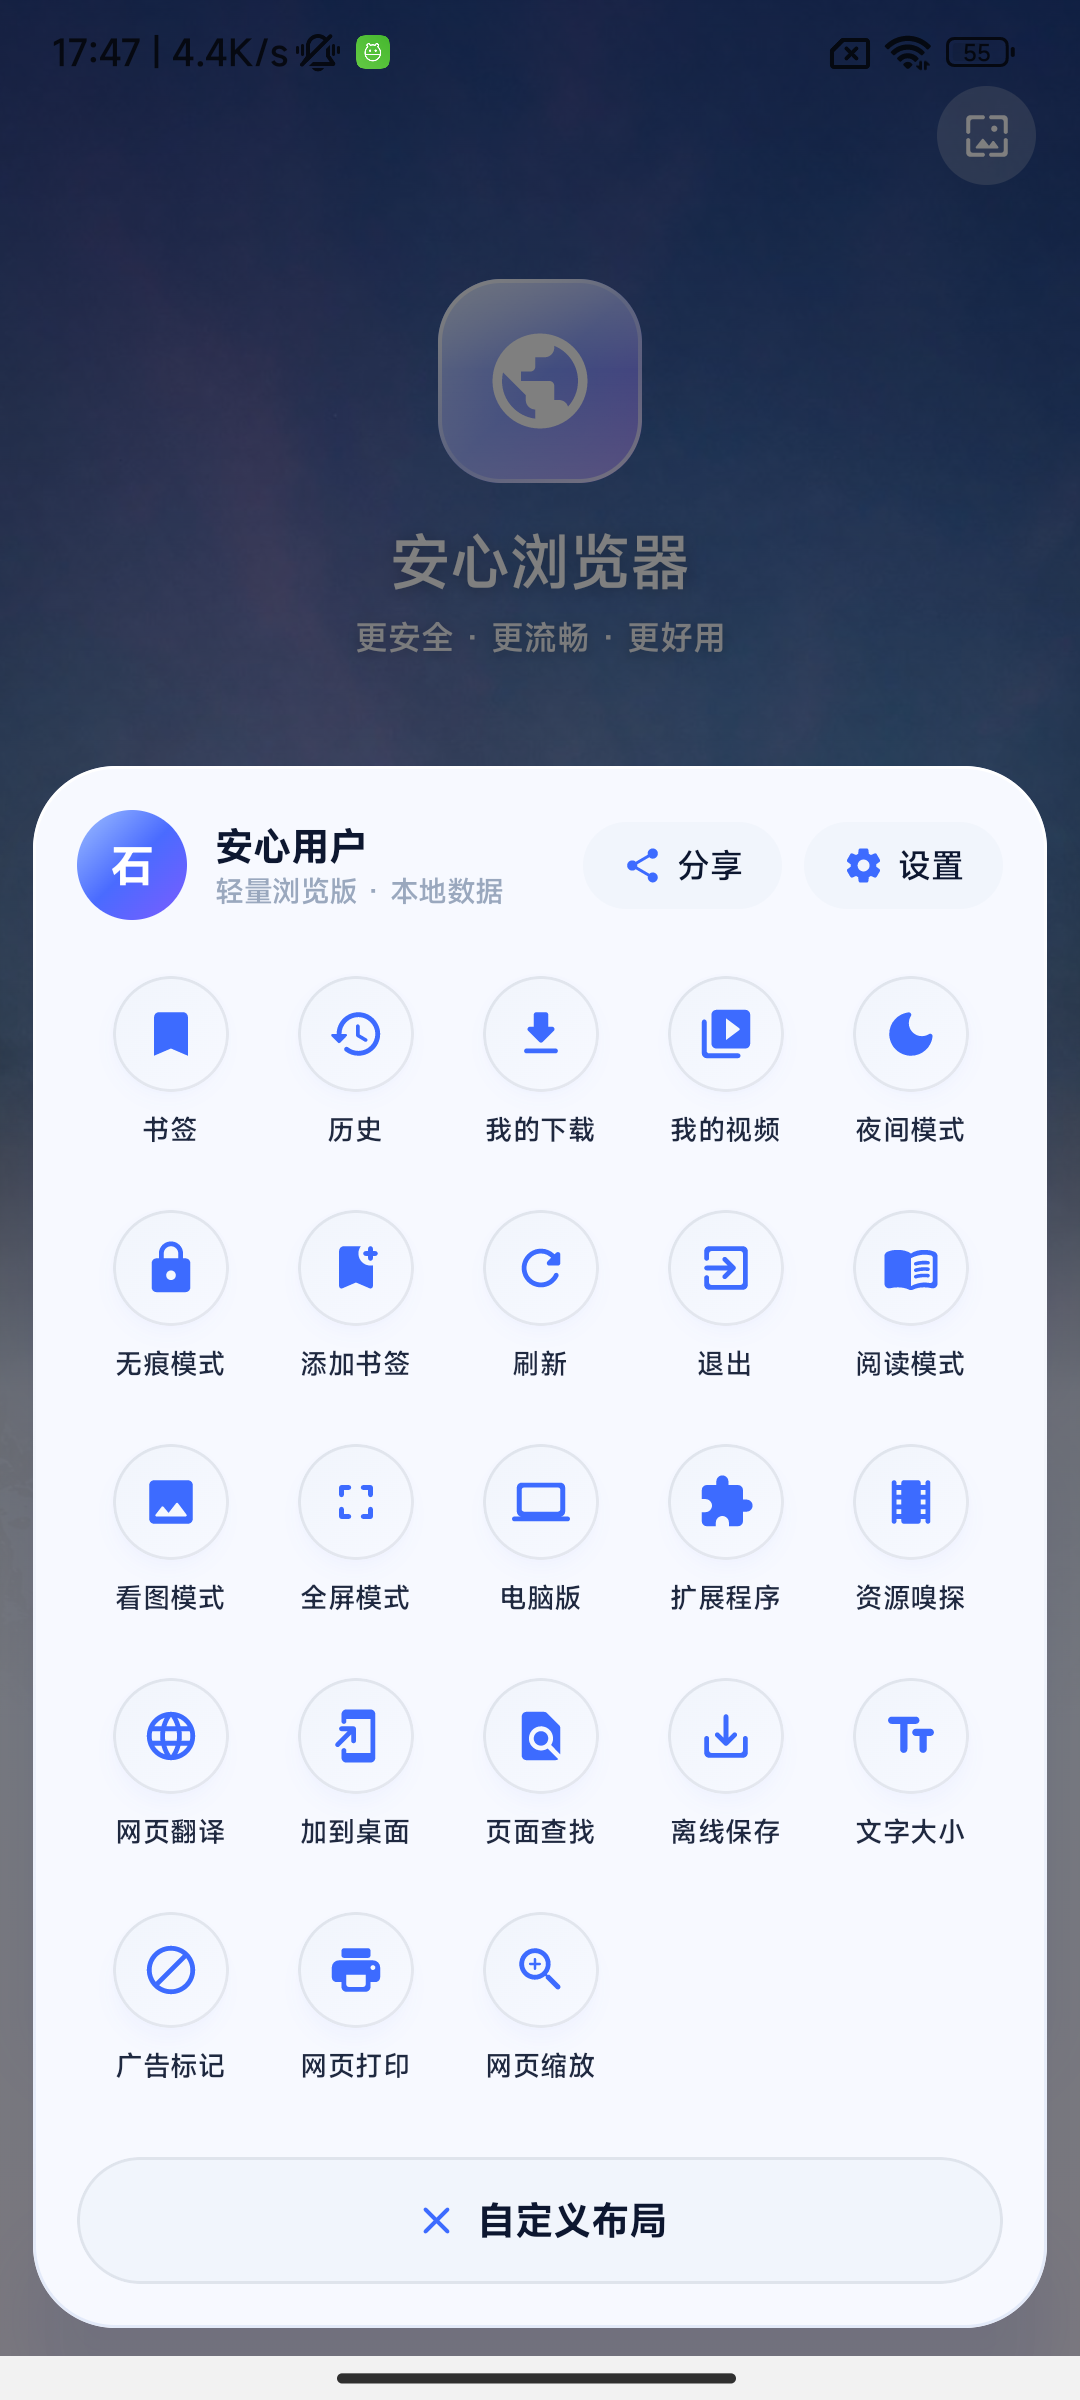 17:47 | 4.4K/s
55
安心浏览器
更安全 · 更流畅 · 更好用
石
安心用户
轻量浏览版 · 本地数据
分享
设置
书签 历史 我的下载 我的视频 夜间模式
无痕模式 添加书签 刷新 退出 阅读模式
看图模式 全屏模式 电脑版 扩展程序 资源嗅探
网页翻译 加到桌面 页面查找 离线保存 文字大小
广告标记 网页打印 网页缩放
自定义布局